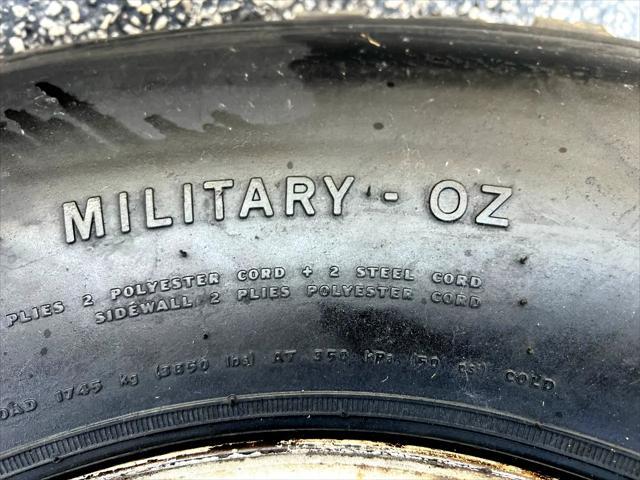 MILITARY - OZ
PLIES 2 POLYESTER CORD + 2 STEEL CORD
SIDEWALL 2 PLIES POLYESTER CORD
OAD 1745 kg (3850 lbs) AT 350 kPa (50 psi) COLD